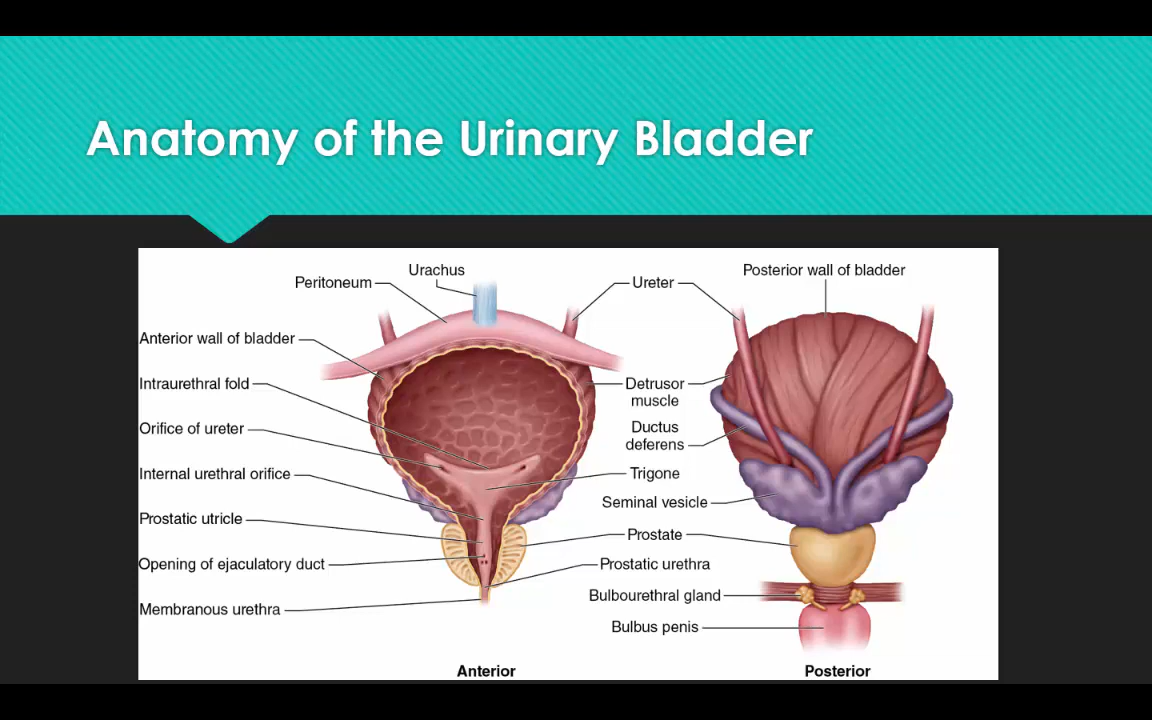 Anatomy of the Urinary Bladder
Urachus
Peritoneum
Anterior wall of bladder
Intraurethral fold
Orifice of ureter
Internal urethral orifice
Prostatic utricle
Opening of ejaculatory duct
Membranous urethra
Ureter
Posterior wall of bladder
Detrusor
muscle
Ductus
deferens
Trigone
Seminal vesicle
Prostate
Prostatic urethra
Bulbourethral gland
Bulbus penis
Anterior
Posterior